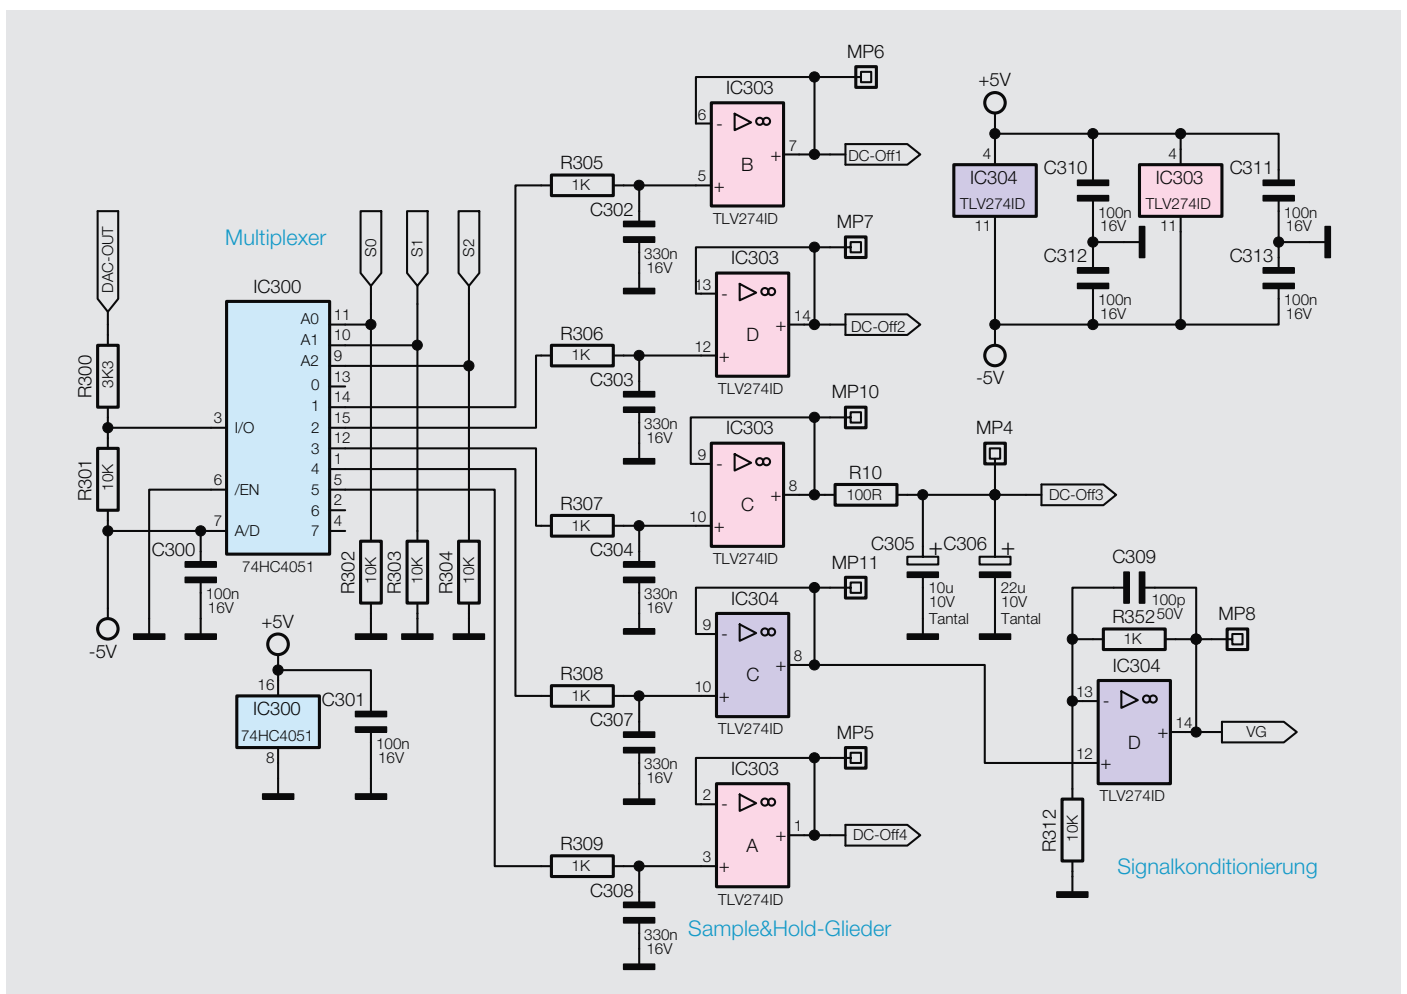 MP6
IC303
6
-
B
+
7
5
+
TLV274ID
DC-Off1
R305
1K
C302
330n
16V
+5V
4
IC304
TLV274ID
11
C310
100n
16V
C312
100n
16V
4
IC303
TLV274ID
11
C311
100n
16V
C313
100n
16V
-5V
Multiplexer
DAC-OUT
S0
S1
S2
IC300
A0
11
A1
10
A2
9
0
13
1
14
2
15
3
12
4
1
5
5
6
2
7
4
3
I/O
6
/EN
7
A/D
74HC4051
R300
3K3
R301
10K
C300
100n
16V
-5V
R302
10K
R303
10K
R304
10K
+5V
16
IC300
74HC4051
8
C301
100n
16V
MP7
IC303
13
-
D
+
14
12
+
TLV274ID
DC-Off2
R306
1K
C303
330n
16V
MP10
IC303
9
-
C
+
8
10
+
TLV274ID
R307
1K
C304
330n
16V
R10
100R
MP4
DC-Off3
C305
+
10u
10V
Tantal
C306
+
22u
10V
Tantal
MP11
IC304
9
-
C
+
8
10
+
TLV274ID
R308
1K
C307
330n
16V
MP5
IC303
2
-
A
+
1
3
+
TLV274ID
DC-Off4
R309
1K
C308
330n
16V
Sample&Hold-Glieder
C309
100p
50V
R352
1K
MP8
IC304
13
-
D
+
14
12
+
TLV274ID
VG
R312
10K
Signalkonditionierung